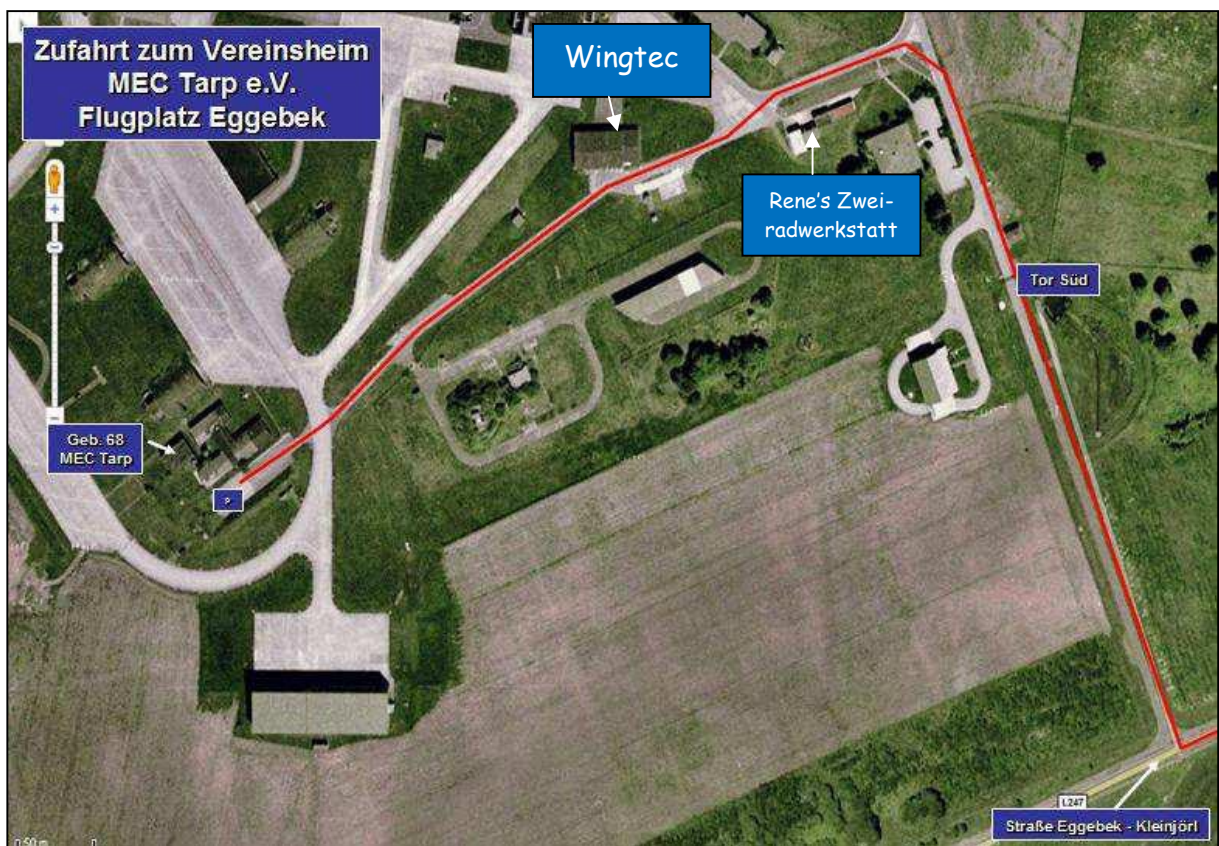 Zufahrt zum Vereinsheim
MEC Tarp e.V.
Flugplatz Eggebek
Wingtec
Rene's Zwei-
radwerkstatt
Tor Süd
Geb. 68
MEC Tarp
P
L247
Straße Eggebek - Kleinjörl
50 m